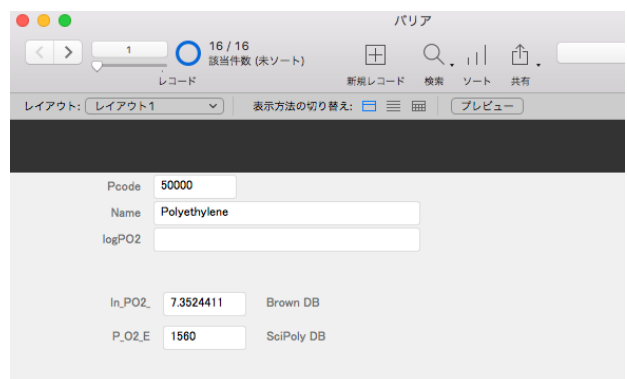 バリア
1
16 / 16
該当件数 (未ソート)
レコード
新規レコード
検索
ソート
共有
レイアウト: レイアウト1
表示方法の切り替え:
プレビュー
Pcode 50000
Name Polyethylene
logPO2
ln_PO2_ 7.3524411 Brown DB
P_O2_E 1560 SciPoly DB